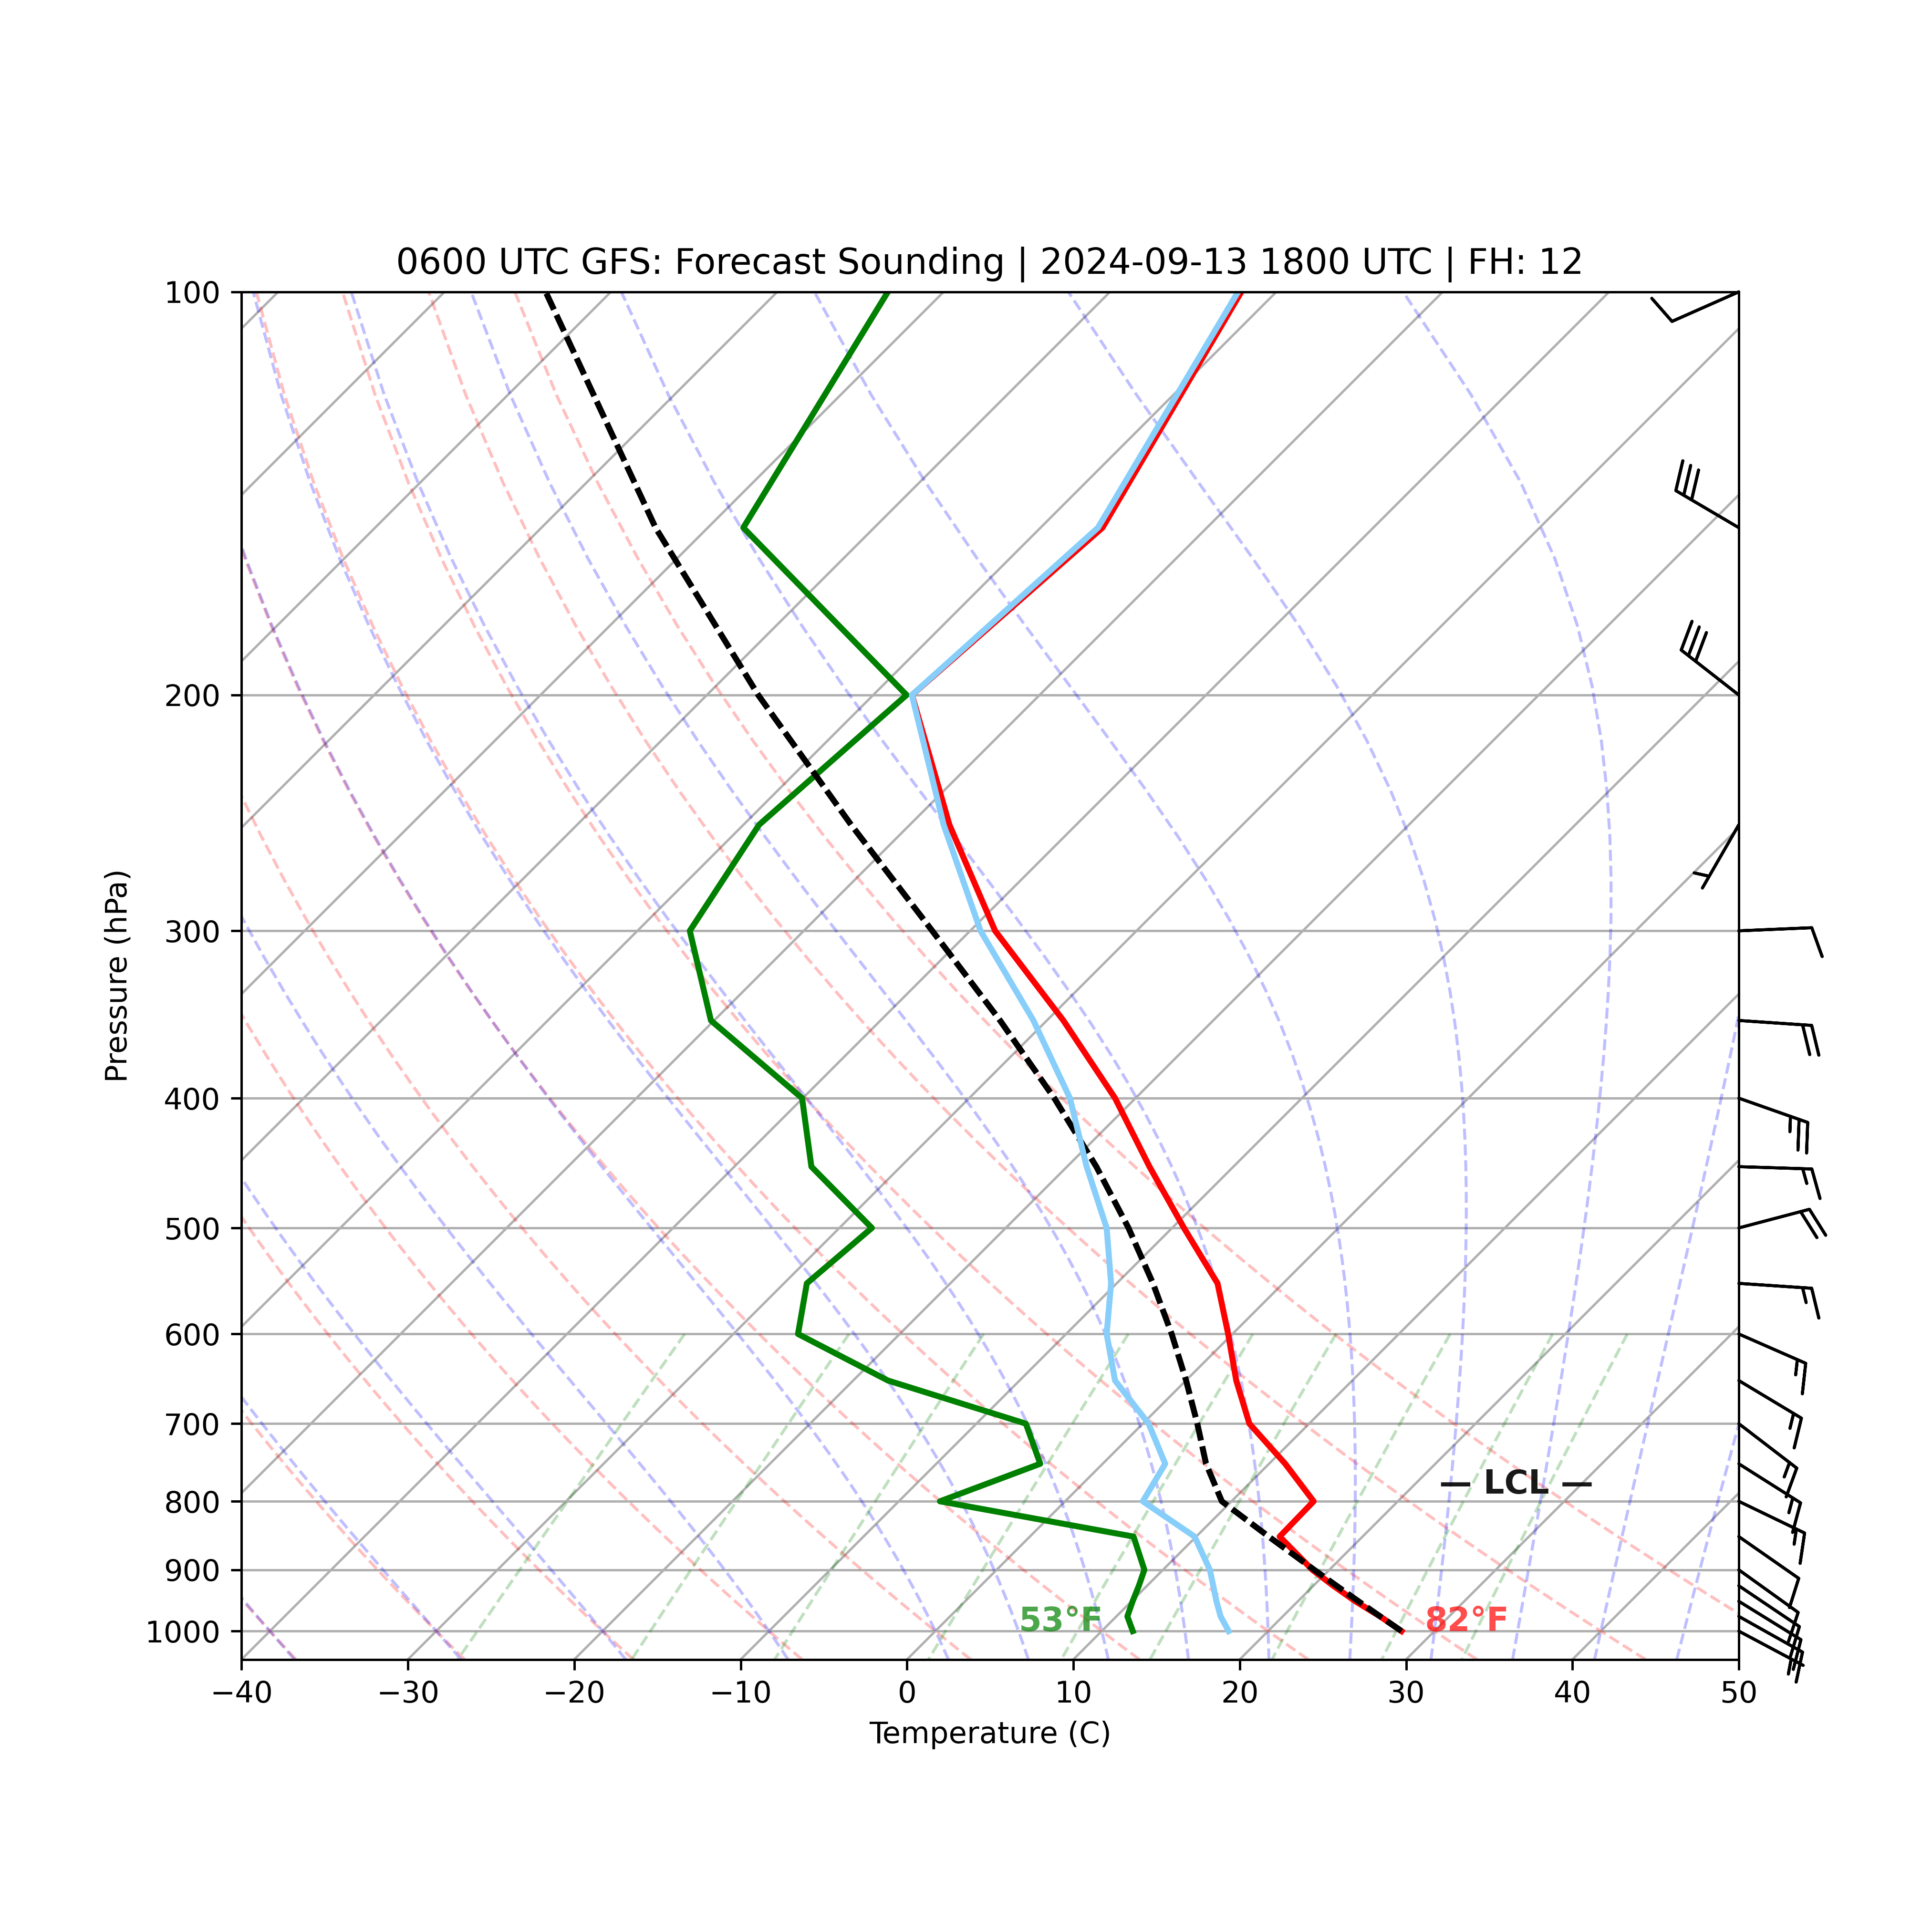 0600 UTC GFS: Forecast Sounding | 2024-09-13 1800 UTC | FH: 12
100
200
300
400
500
600
700
800
900
1000
Pressure (hPa)
— LCL —
53°F
82°F
−40 −30 −20 −10 0 10 20 30 40 50
Temperature (C)